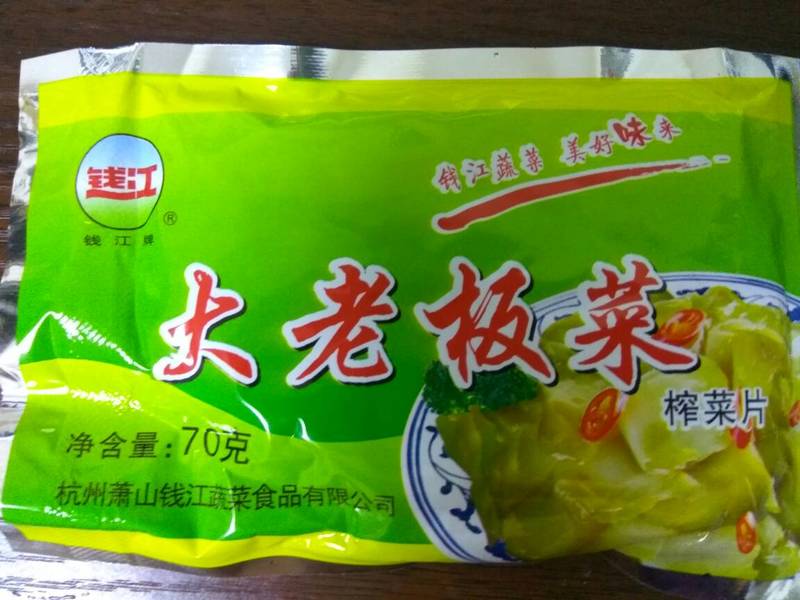 钱江
®
钱江牌
钱江蔬菜 美好味来
大老板菜
榨菜片
净含量:70克
杭州萧山钱江蔬菜食品有限公司